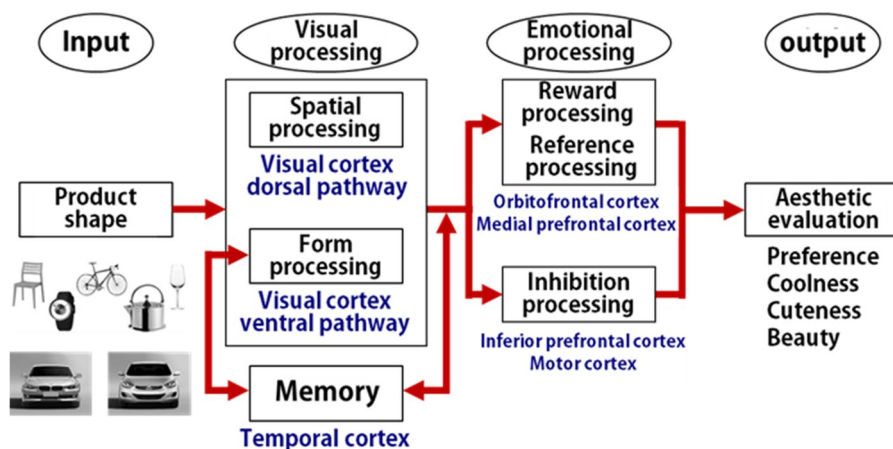 Input
Visual
processing
Emotional
processing
output
Product
shape
Spatial
processing
Visual cortex
dorsal pathway
Form
processing
Visual cortex
ventral pathway
Memory
Temporal cortex
Reward
processing
Reference
processing
Orbitofrontal cortex
Medial prefrontal cortex
Inhibition
processing
Inferior prefrontal cortex
Motor cortex
Aesthetic
evaluation
Preference
Coolness
Cuteness
Beauty